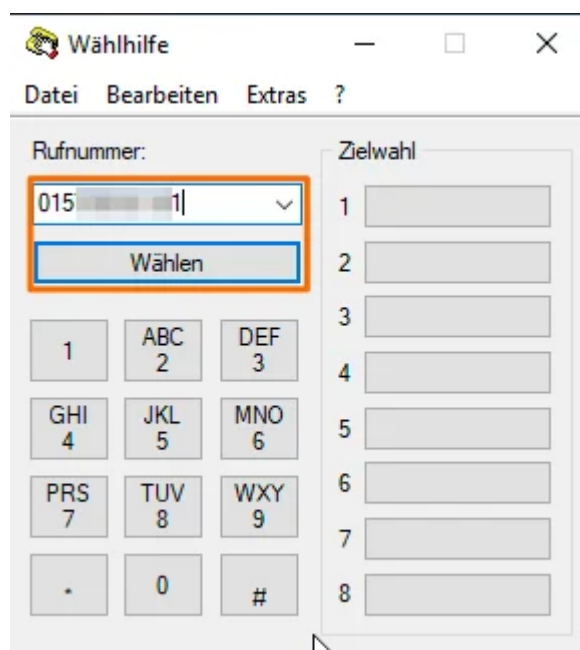 Wählhilfe
Datei Bearbeiten Extras ?
Rufnummer:
015 1
Wählen
1
ABC
2
DEF
3
GHI
4
JKL
5
MNO
6
PRS
7
TUV
8
WXY
9
*
0
#
Zielwahl
1
2
3
4
5
6
7
8